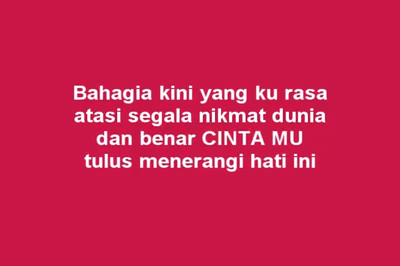 Bahagia kini yang ku rasa
atasi segala nikmat dunia
dan benar CINTA MU
tulus menerangi hati ini